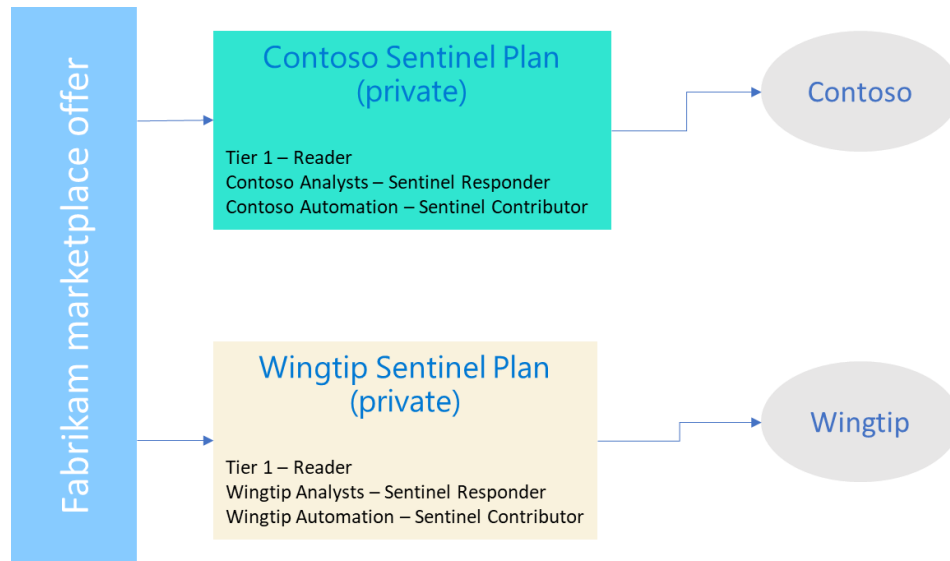 Fabrikam marketplace offer
Contoso Sentinel Plan
(private)
Tier 1 – Reader
Contoso Analysts – Sentinel Responder
Contoso Automation – Sentinel Contributor
Contoso
Wingtip Sentinel Plan
(private)
Tier 1 – Reader
Wingtip Analysts – Sentinel Responder
Wingtip Automation – Sentinel Contributor
Wingtip